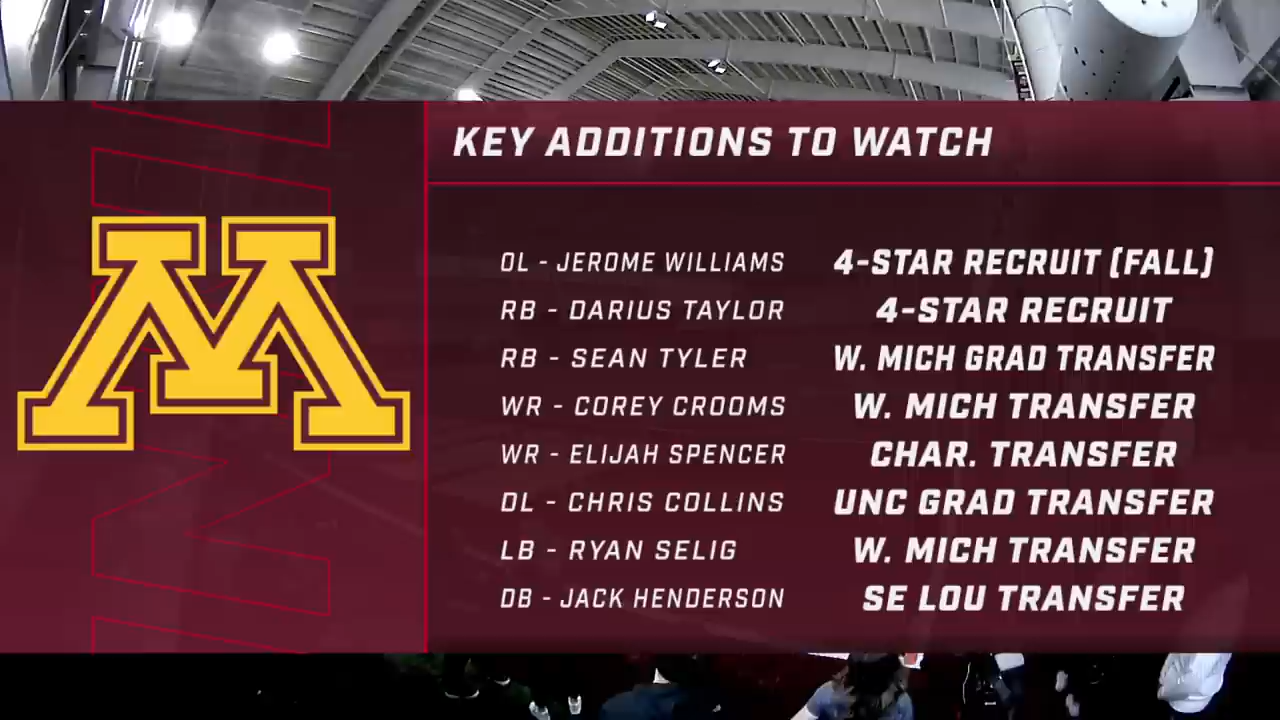 M
KEY ADDITIONS TO WATCH
OL - JEROME WILLIAMS 4-STAR RECRUIT (FALL)
RB - DARIUS TAYLOR 4-STAR RECRUIT
RB - SEAN TYLER W. MICH GRAD TRANSFER
WR - COREY CROOMS W. MICH TRANSFER
WR - ELIJAH SPENCER CHAR. TRANSFER
DL - CHRIS COLLINS UNC GRAD TRANSFER
LB - RYAN SELIG W. MICH TRANSFER
DB - JACK HENDERSON SE LOU TRANSFER